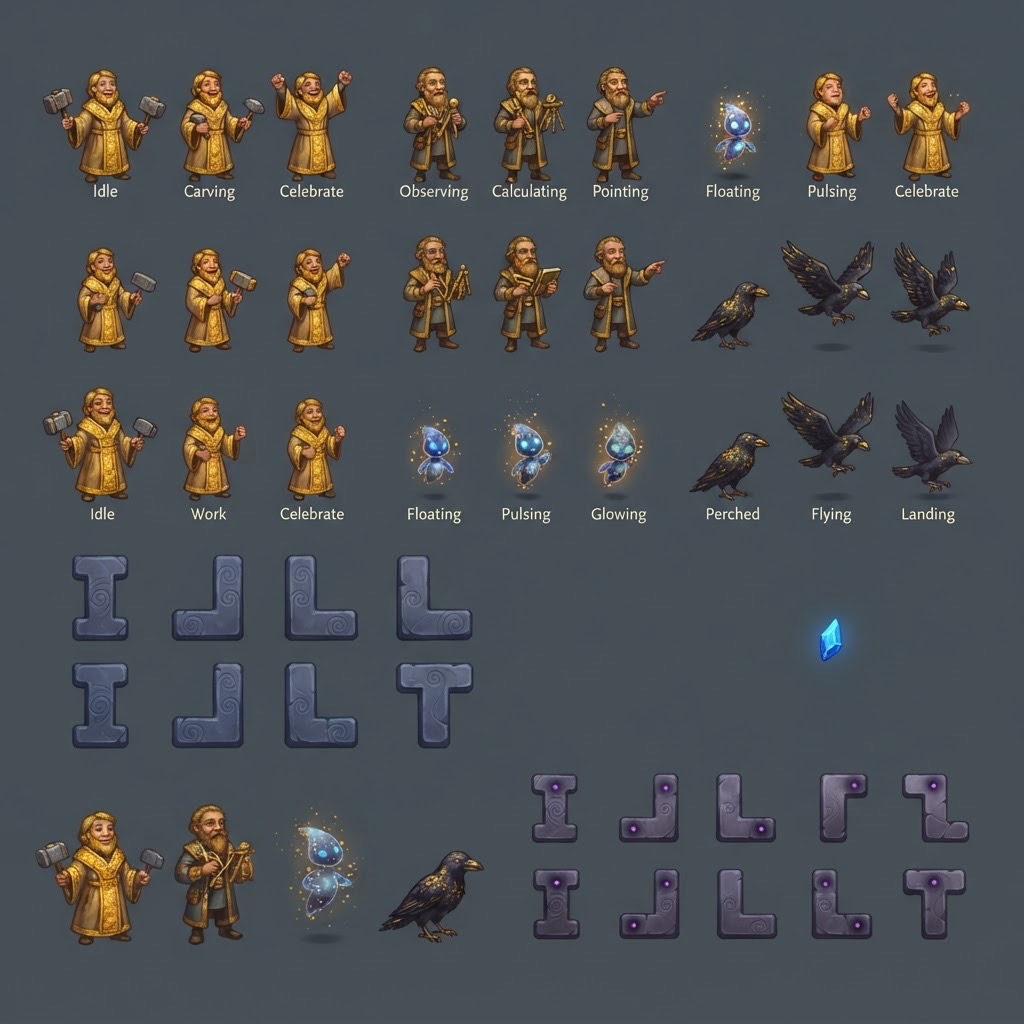 Idle Carving Celebrate Observing Calculating Pointing Floating Pulsing Celebrate
Idle Work Celebrate Floating Pulsing Glowing Perched Flying Landing
I J L L
I J L T